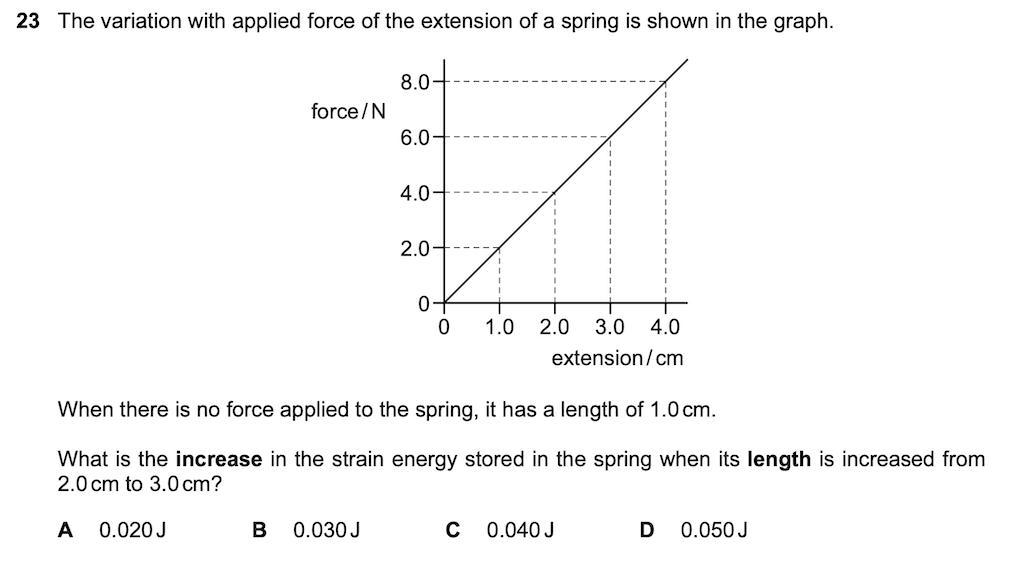 23 The variation with applied force of the extension of a spring is shown in the graph.
8.0
force / N
6.0
4.0
2.0
0
0 1.0 2.0 3.0 4.0
extension / cm
When there is no force applied to the spring, it has a length of 1.0 cm.
What is the increase in the strain energy stored in the spring when its length is increased from
2.0 cm to 3.0 cm?
A 0.020 J B 0.030 J C 0.040 J D 0.050 J